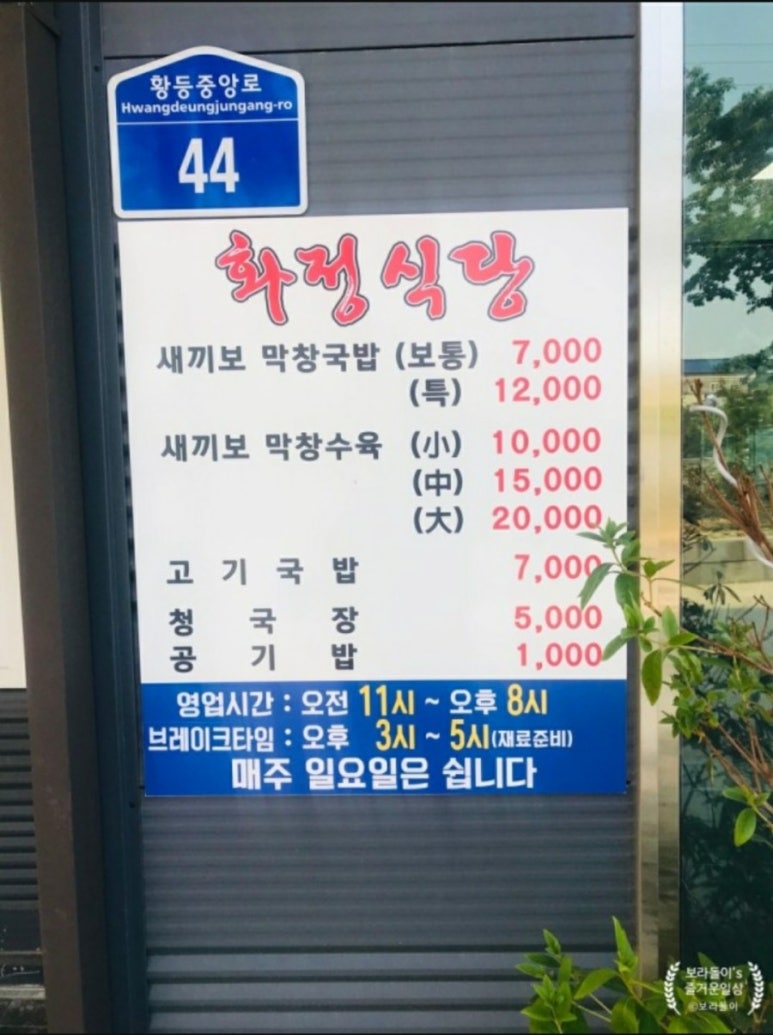 황등중앙로
Hwangdeungjungang-ro
44
화정식당
새끼보 막창국밥 (보통) 7,000
(특) 12,000
새끼보 막창수육 (小) 10,000
(中) 15,000
(大) 20,000
고기국밥 7,000
청국장 5,000
공기밥 1,000
영업시간 : 오전 11시 ~ 오후 8시
브레이크타임 : 오후 3시 ~ 5시(재료준비)
매주 일요일은 쉽니다
보라돌이's
즐거운일상
©보라돌이